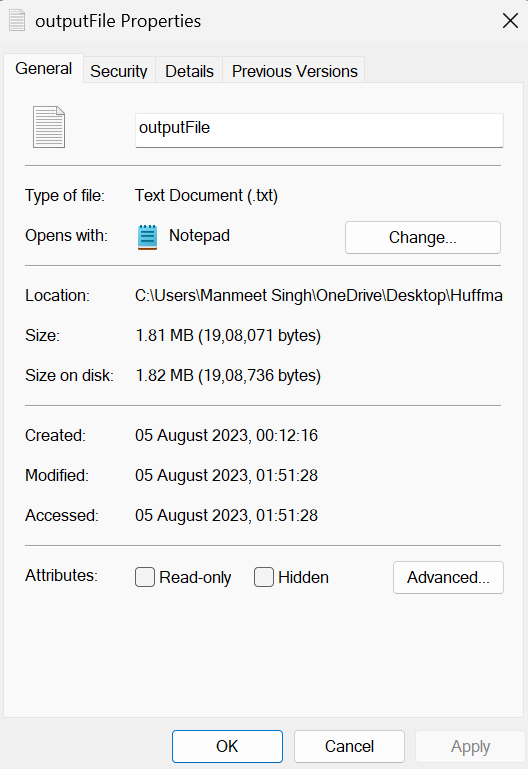 outputFile Properties
General Security Details Previous Versions
outputFile
Type of file: Text Document (.txt)
Opens with: Notepad Change...
Location: C:\Users\Manmeet Singh\OneDrive\Desktop\Huffma
Size: 1.81 MB (19,08,071 bytes)
Size on disk: 1.82 MB (19,08,736 bytes)
Created: 05 August 2023, 00:12:16
Modified: 05 August 2023, 01:51:28
Accessed: 05 August 2023, 01:51:28
Attributes: Read-only Hidden Advanced...
OK Cancel Apply